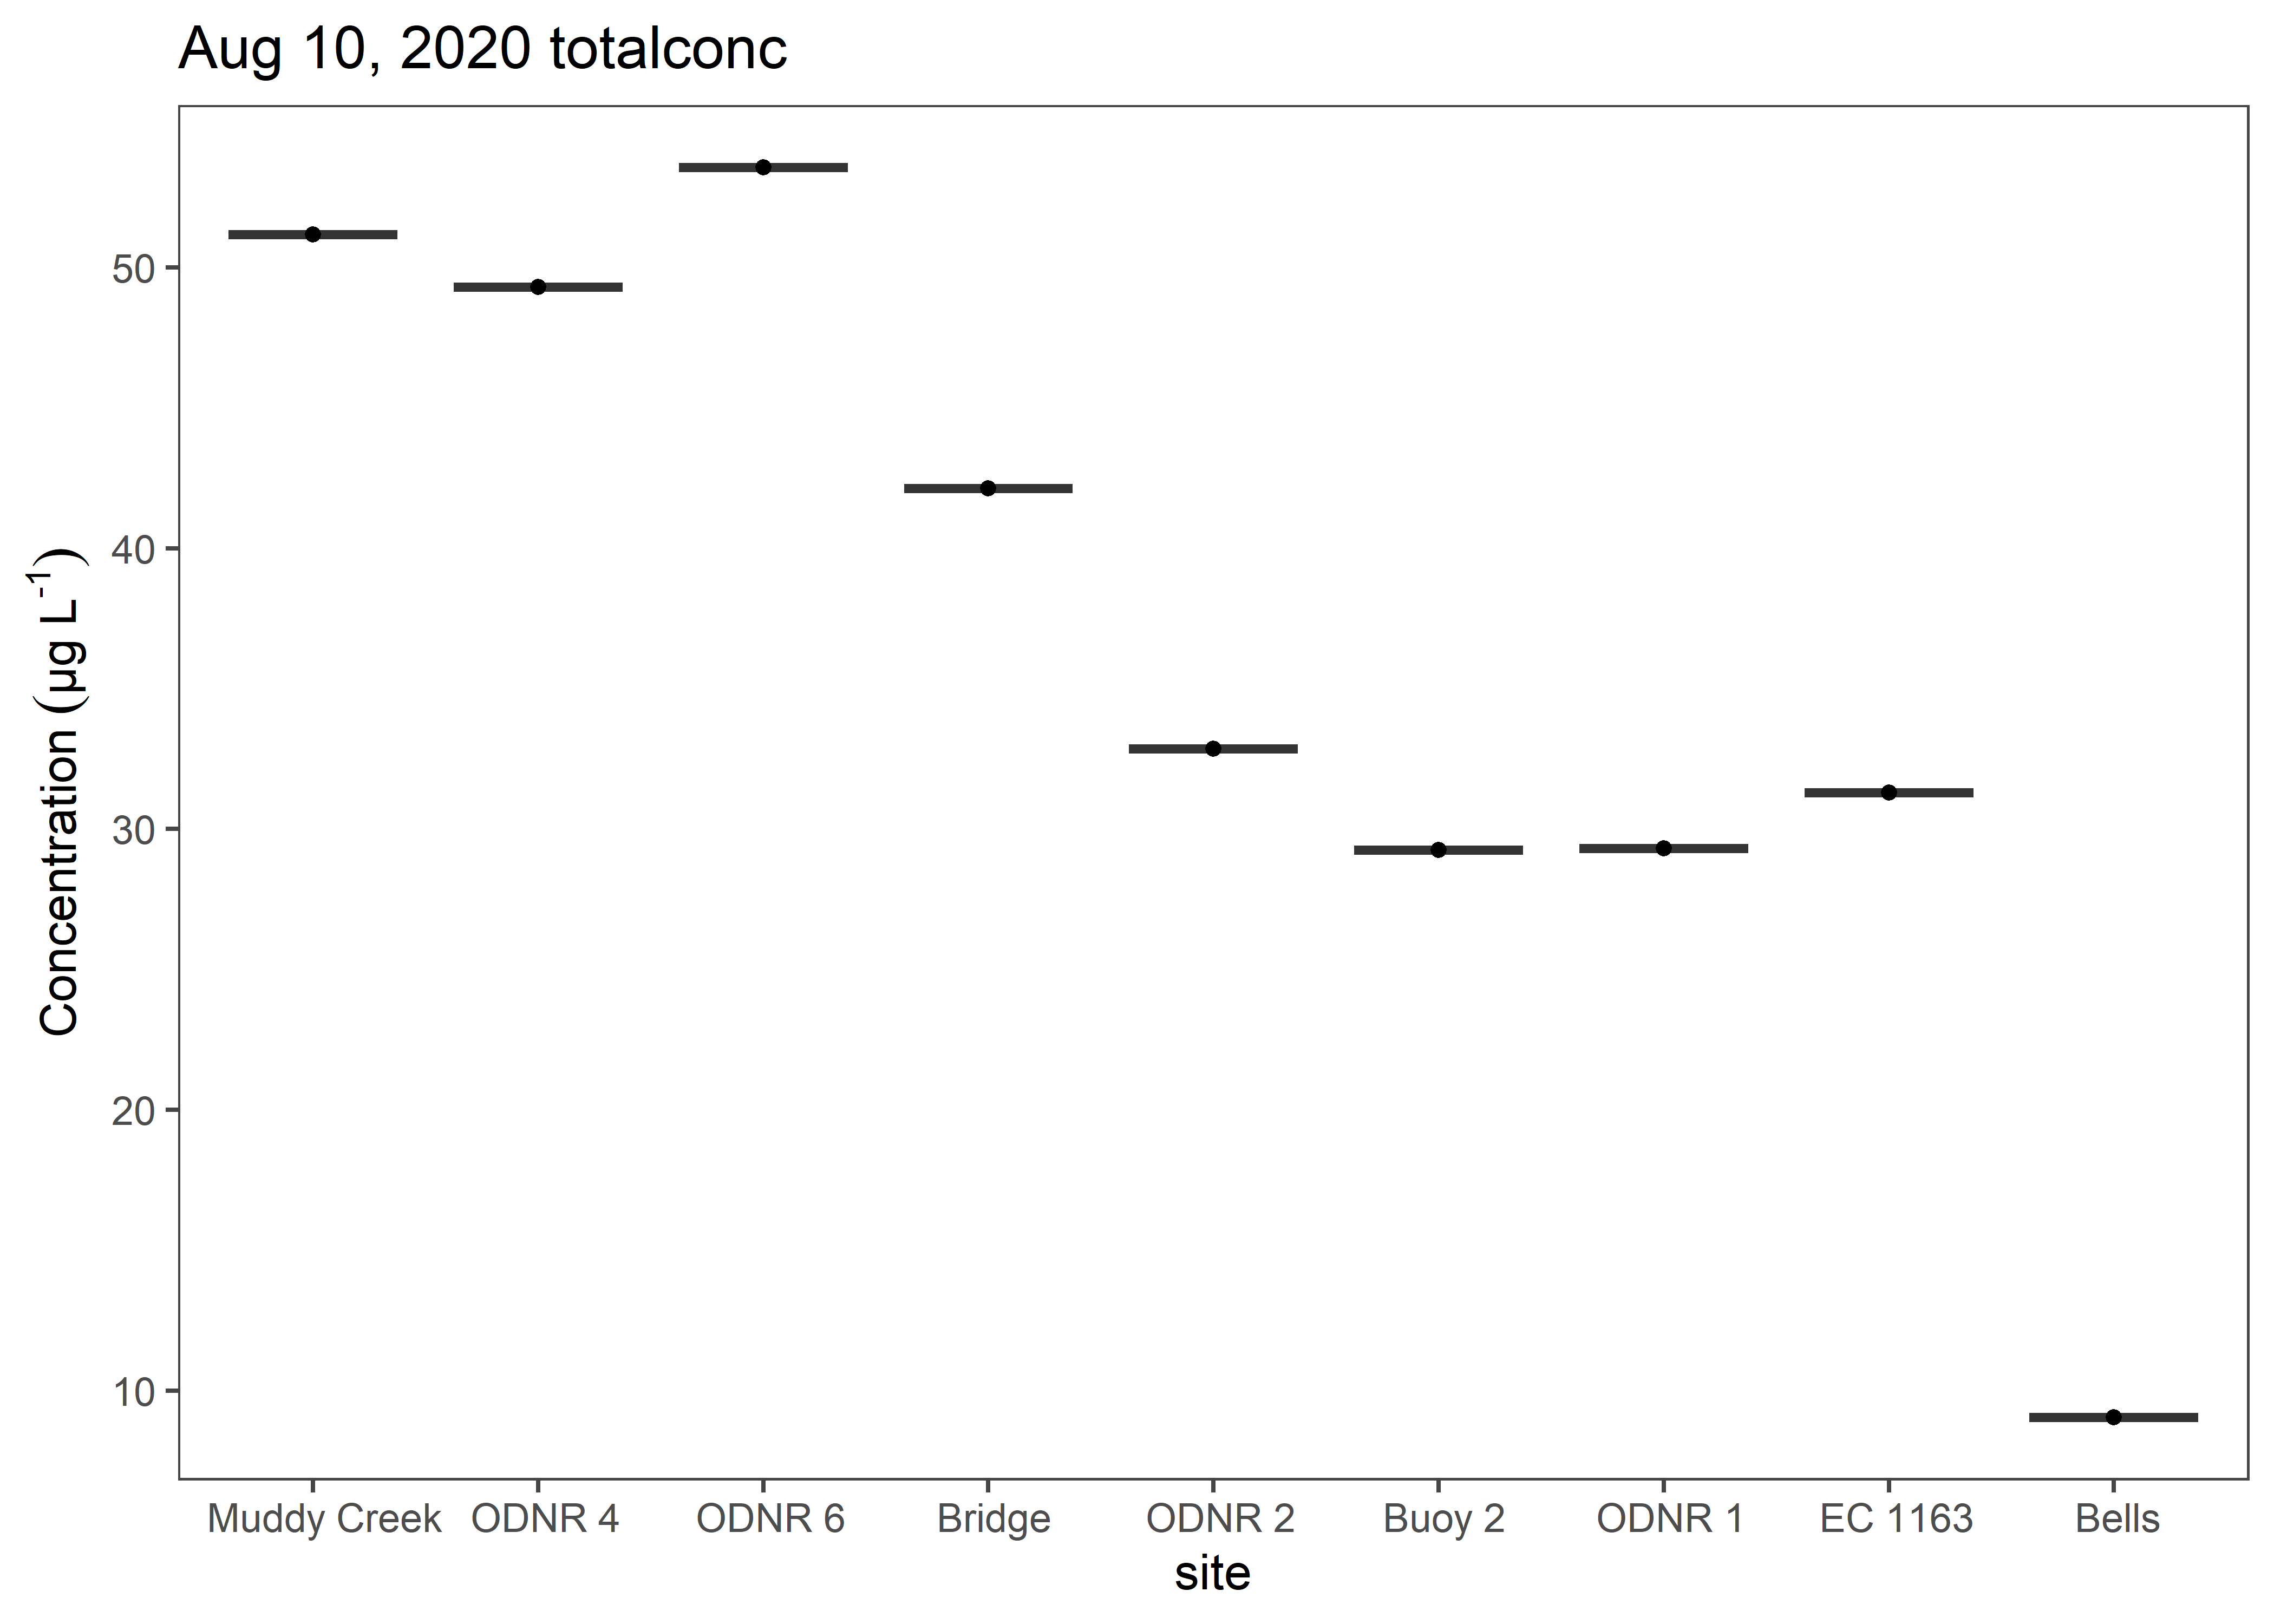 Aug 10, 2020 totalconc
Concentration (µg L⁻¹)
50
40
30
20
10
Muddy Creek ODNR 4 ODNR 6 Bridge ODNR 2 Buoy 2 ODNR 1 EC 1163 Bells
site